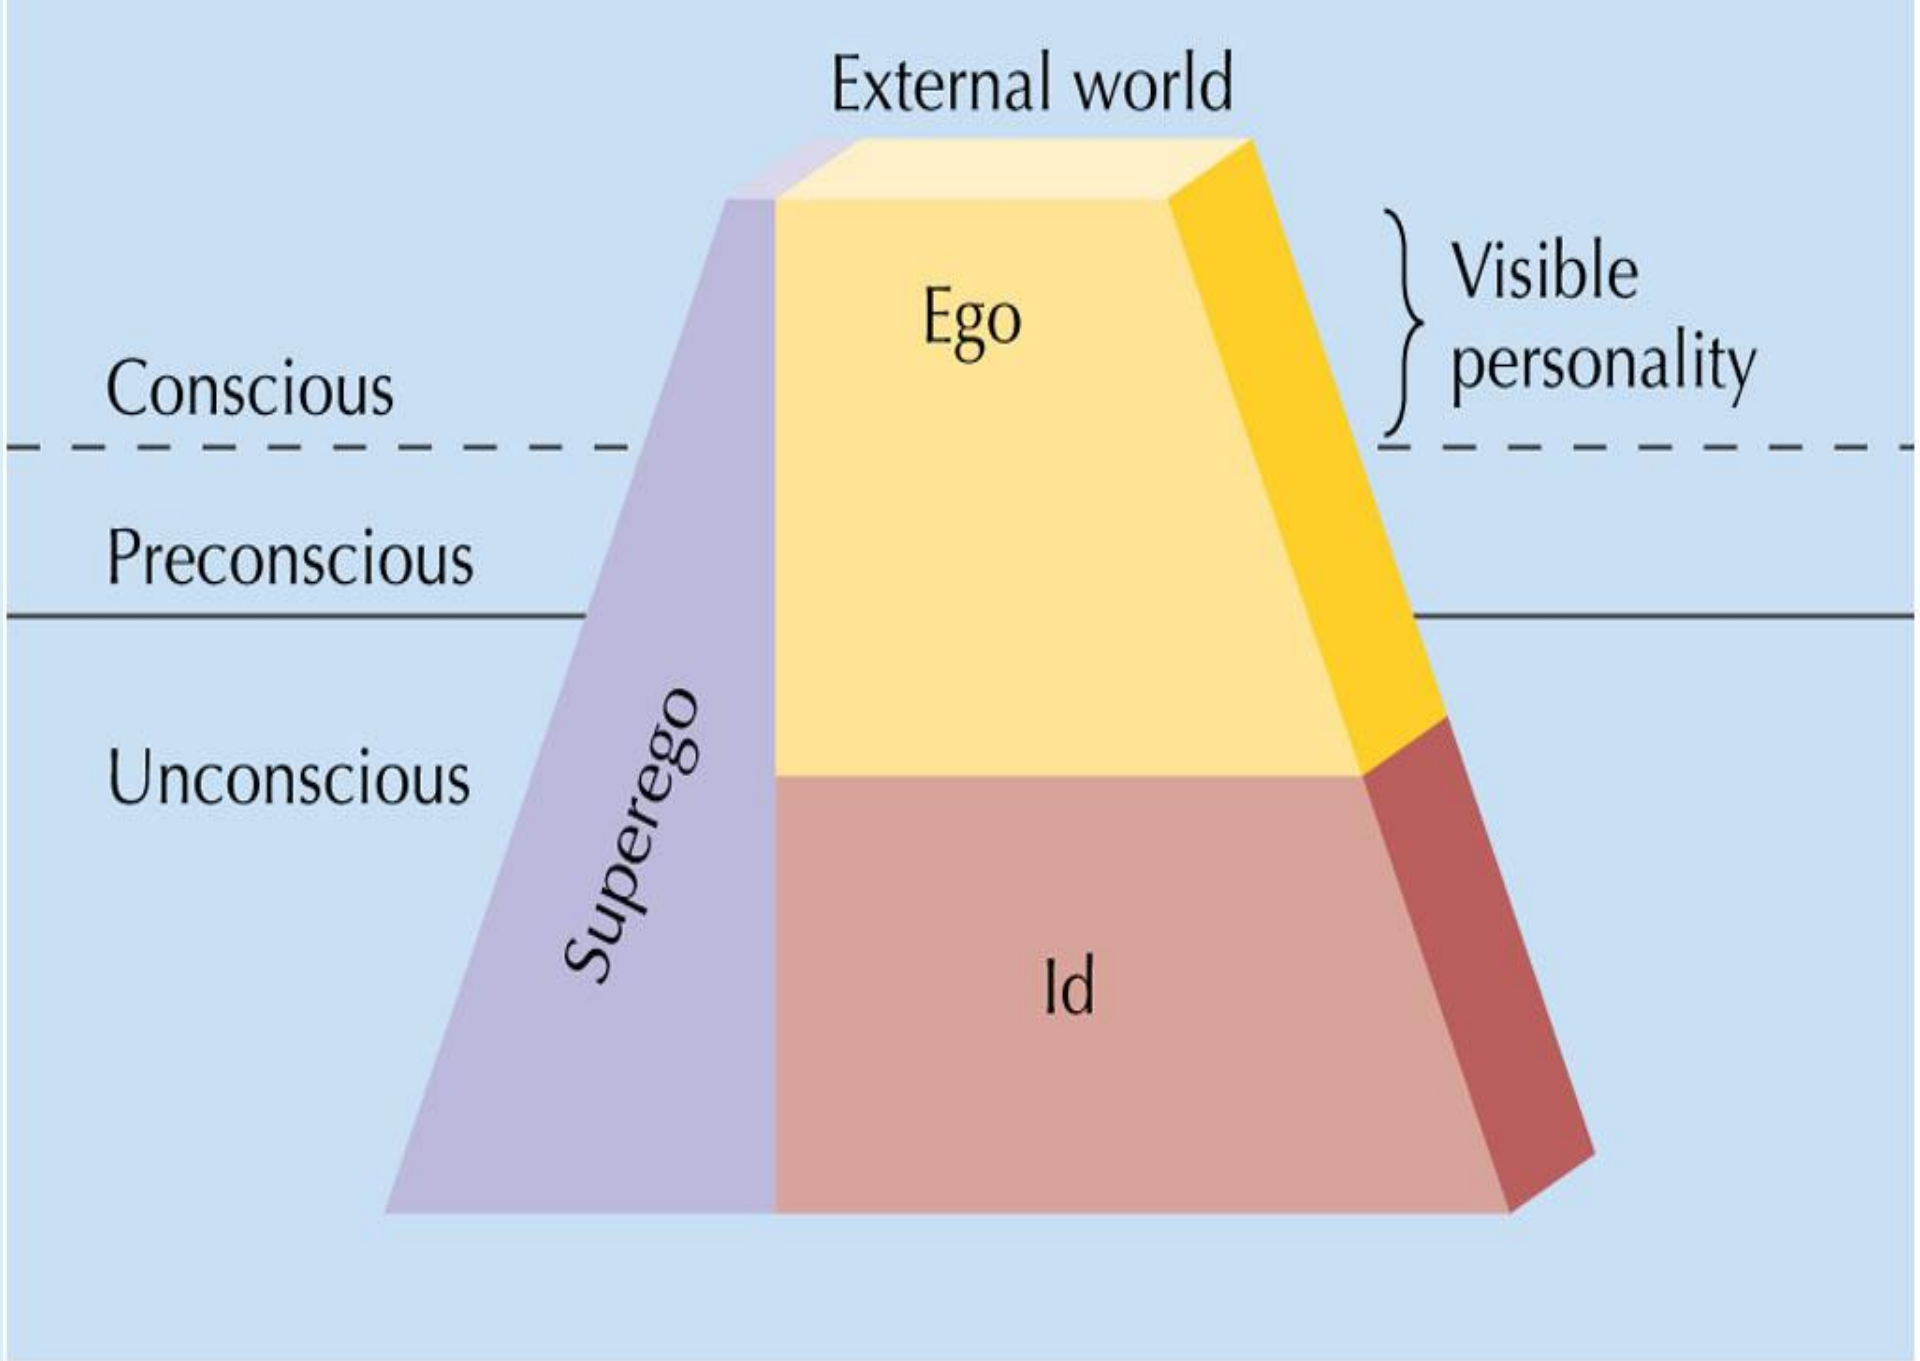 External world
Ego
Visible
personality
Conscious
Preconscious
Unconscious
Superego
Id